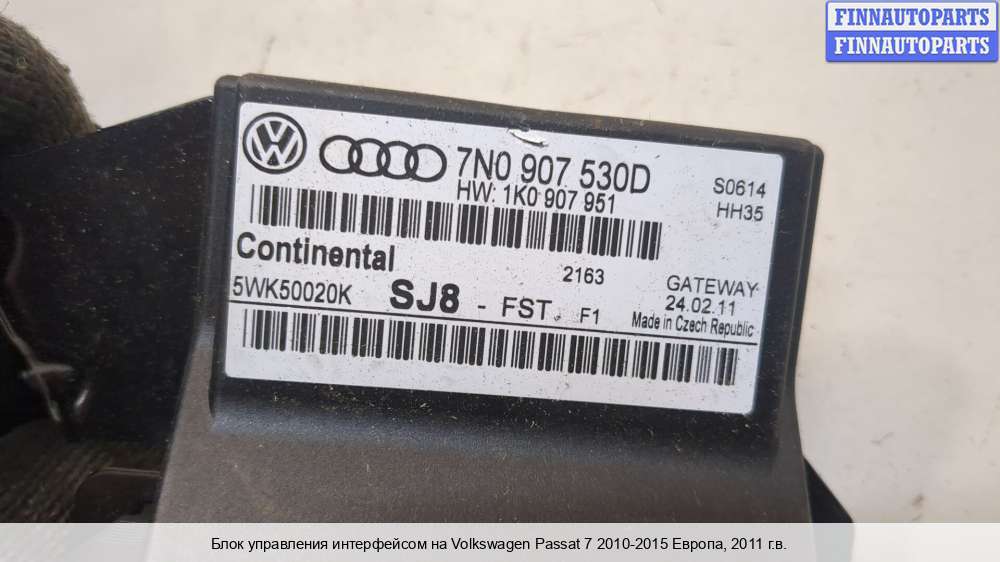 FINNAUTOPARTS
FINNAUTOPARTS
7N0 907 530D
HW: 1K0 907 951
S0614
HH35
Continental
2163
GATEWAY
24.02.11
5WK50020K SJ8 - FST F1
Made in Czech Republic
Блок управления интерфейсом на Volkswagen Passat 7 2010-2015 Европа, 2011 г.в.